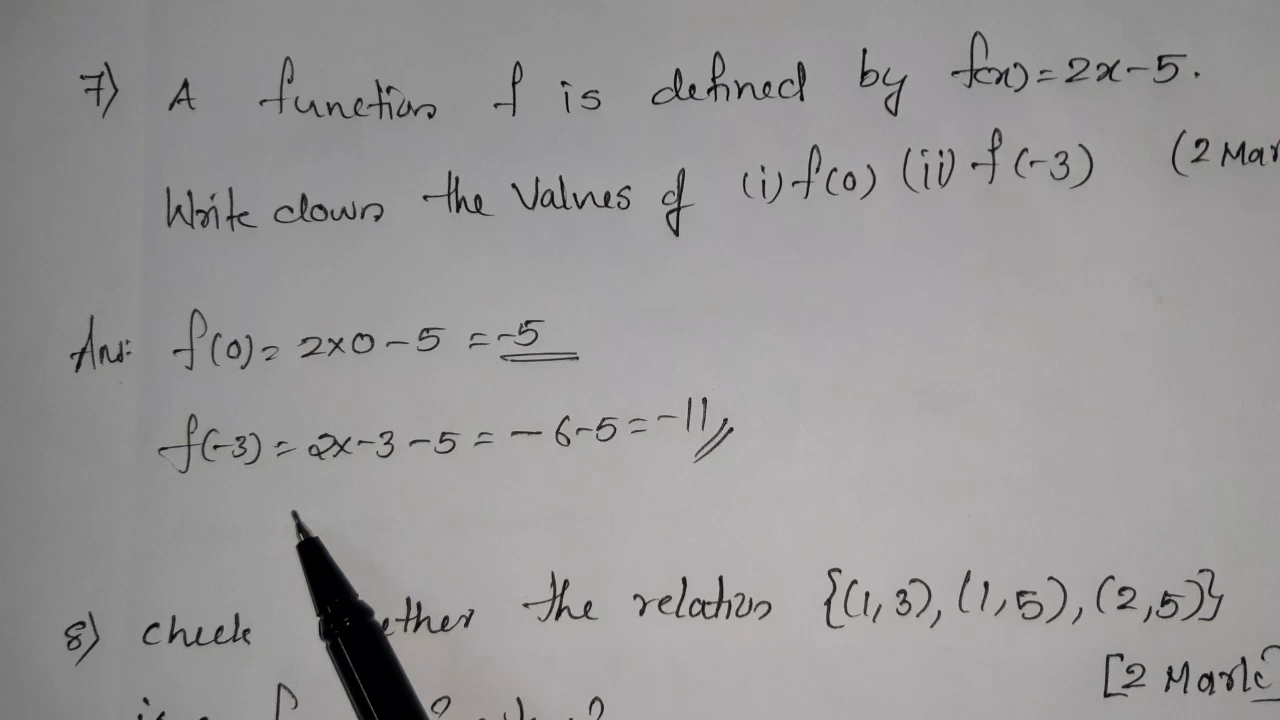 7) A function f is defined by f(x)=2x-5.
Write down the Values of (i) f(0) (ii) f(-3) (2 Mar
Ans: f(0)= 2×0-5 =-5
f(-3)= 2×-3-5 = -6-5=-11
8) check ether the relation {(1,3),(1,5),(2,5)}
[2 Mark]
is a